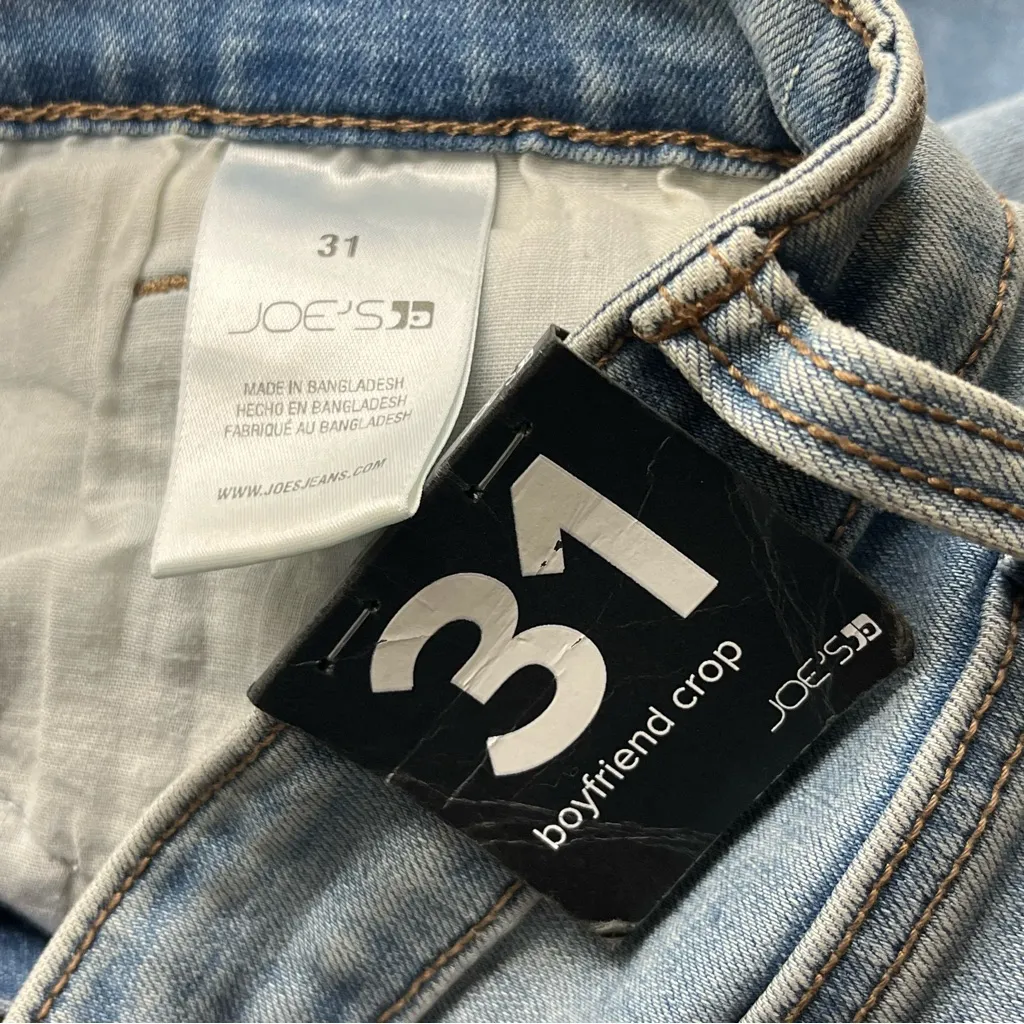 31
JOE'S
MADE IN BANGLADESH
HECHO EN BANGLADESH
FABRIQUÉ AU BANGLADESH
WWW.JOESJEANS.COM
31
boyfriend crop
JOE'S